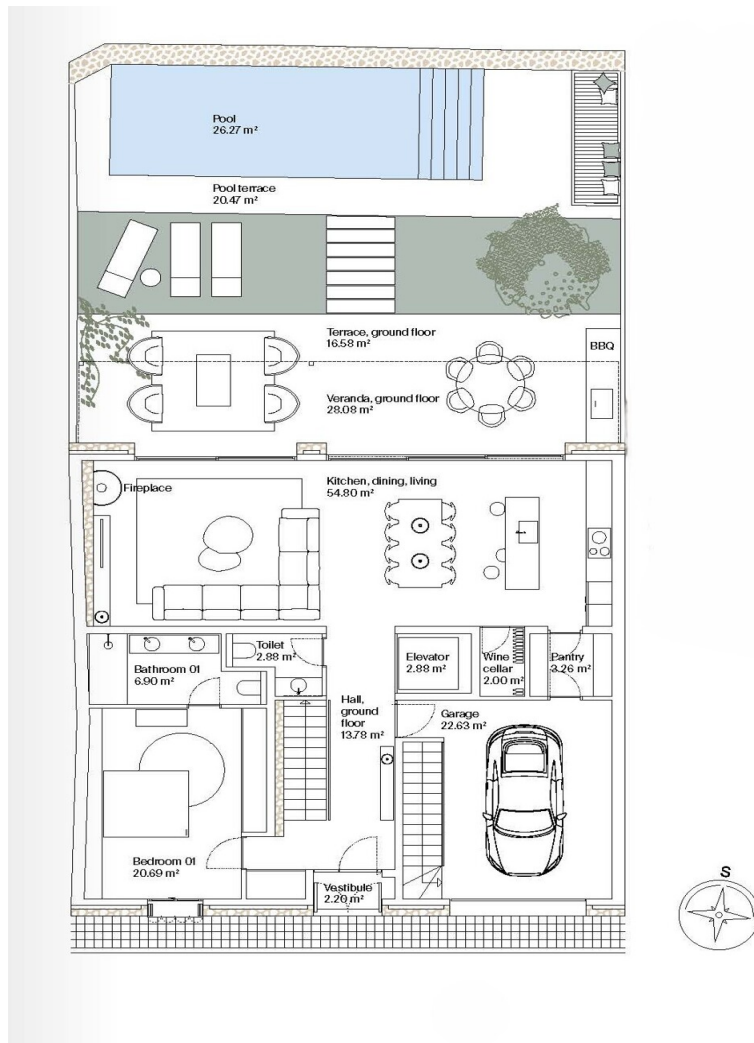 Pool
26.27 m²
Pool terrace
20.47 m²
Terrace, ground floor
16.58 m²
BBQ
Veranda, ground floor
28.08 m²
Fireplace
Kitchen, dining, living
54.80 m²
Toilet
2.88 m²
Bathroom 01
6.90 m²
Elevator
2.88 m²
Wine
cellar
2.00 m²
Pantry
3.26 m²
Hall,
ground
floor
13.78 m²
Garage
22.63 m²
Bedroom 01
20.69 m²
Vestibule
2.20 m²
S